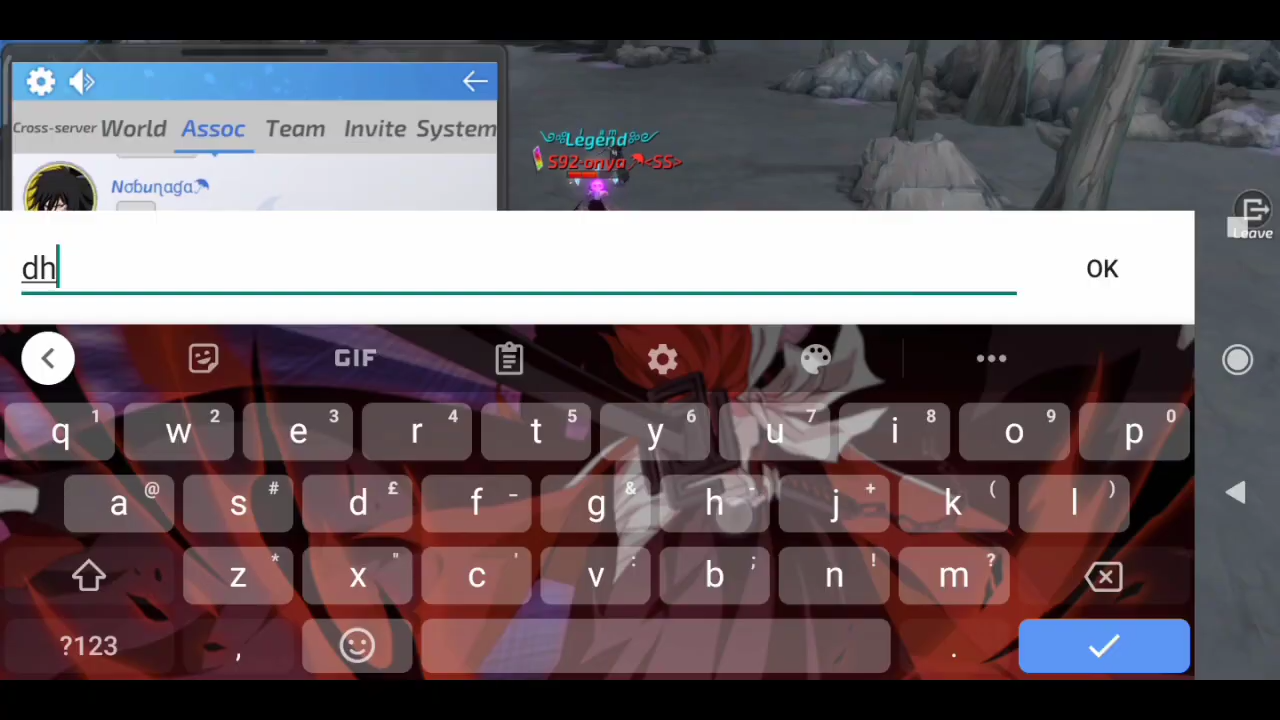 Cross-server World Assoc Team Invite System
Nobunaga
Legend
S92-onya <SS>
Leave
dh
OK
GIF
q 1 w 2 e 3 r 4 t 5 y 6 u 7 i 8 o 9 p 0
a @ s # d £ f _ g & h - j + k ( l )
z * x " c ' v : b ; n ! m ?
?123 , .